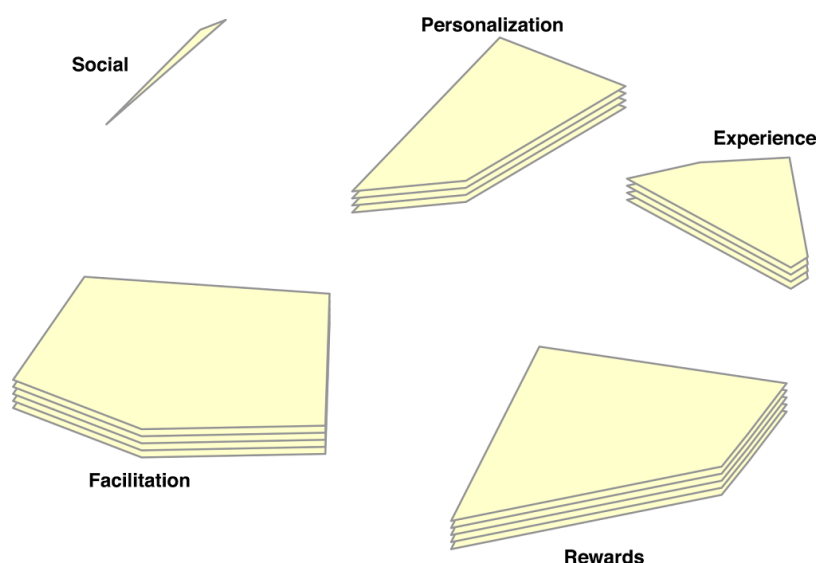 Personalization
Social
Experience
Facilitation
Rewards